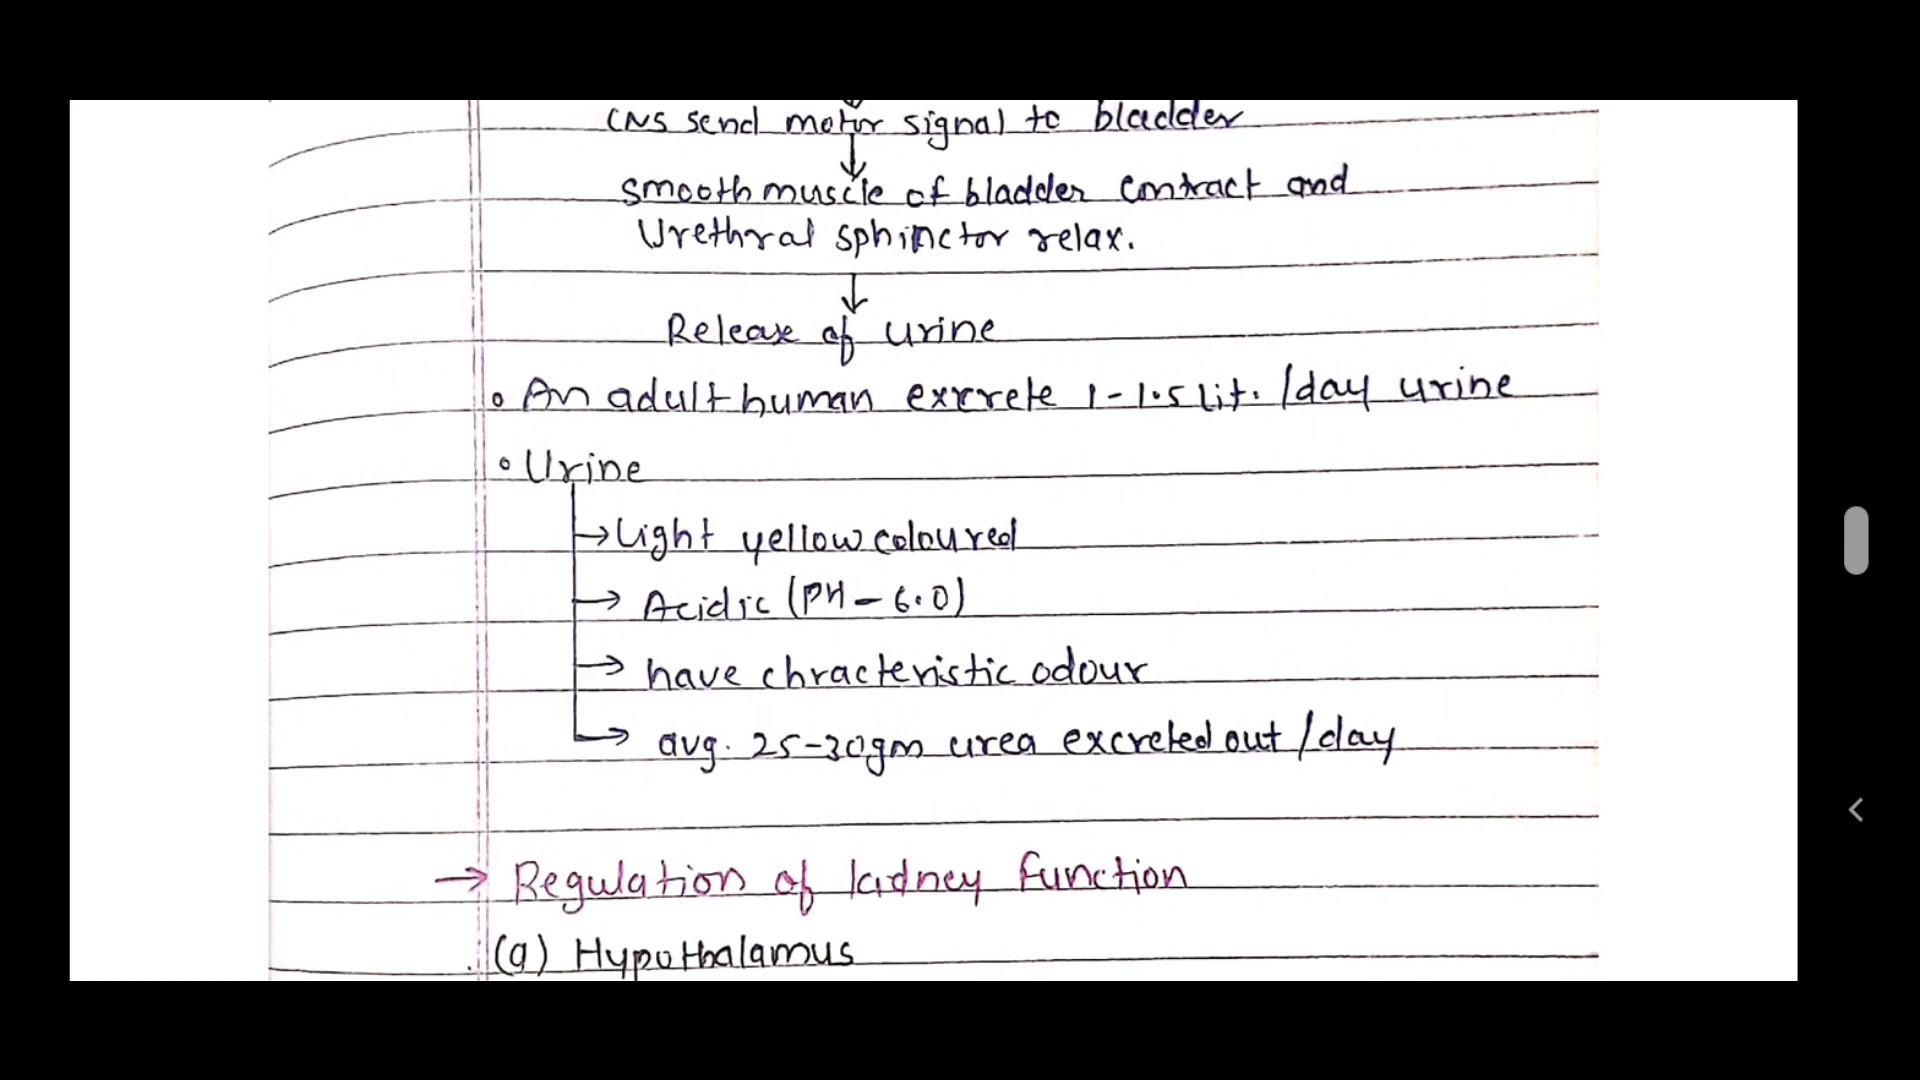 CNS send motor signal to bladder
↓
smooth muscle of bladder contract and
Urethral sphinctor relax.
↓
Release of urine
∘ An adult human excrete 1-1.5 lit. /day urine
∘ Urine
→ Light yellow coloured
→ Acidic (PH – 6.0)
→ have chracteristic odour
→ avg. 25-30gm urea excreted out /day
→ Regulation of kidney function
(a) Hypothalamus